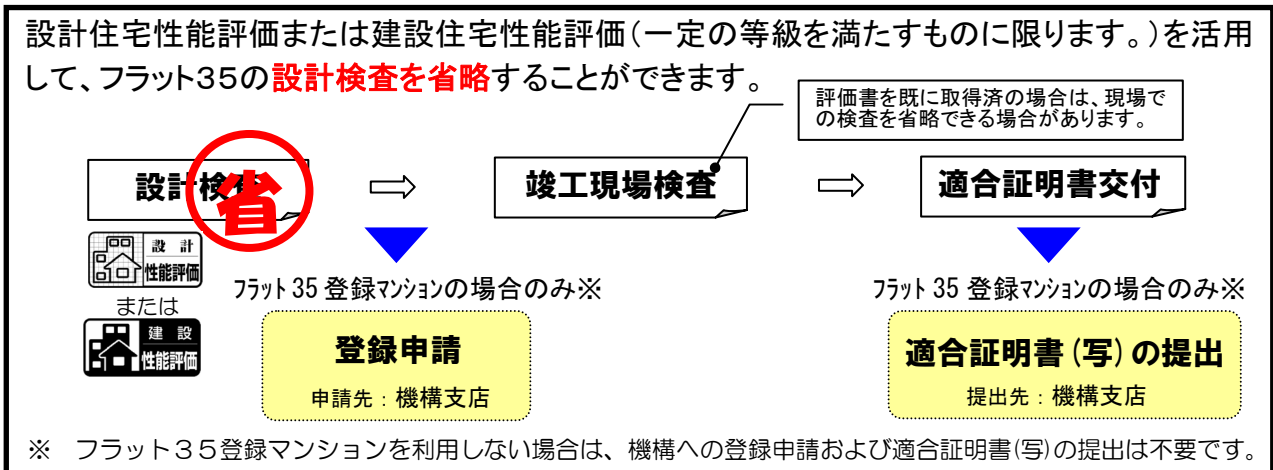 設計住宅性能評価または建設住宅性能評価(一定の等級を満たすものに限ります。)を活用
して、フラット35の設計検査を省略することができます。
評価書を既に取得済の場合は、現場で
の検査を省略できる場合があります。
設計検査
省
⇨
竣工現場検査
⇨
適合証明書交付
設計
性能評価
または
建設
性能評価
フラット35登録マンションの場合のみ※
登録申請
申請先：機構支店
フラット35登録マンションの場合のみ※
適合証明書(写)の提出
提出先：機構支店
※　フラット３５登録マンションを利用しない場合は、機構への登録申請および適合証明書(写)の提出は不要です。